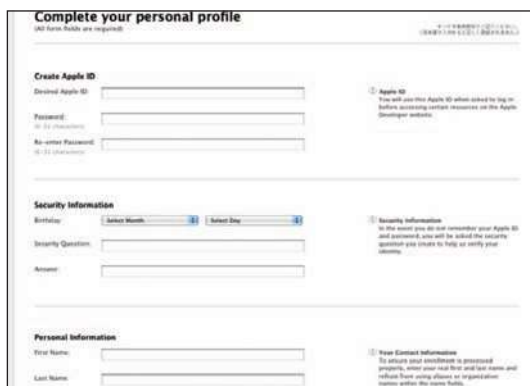 Complete your personal profile
(All form fields are required)
Create Apple ID
Desired Apple ID:
Password:
(6-32 characters)
Re-enter Password:
(6-32 characters)
Apple ID
You will use this Apple ID when asked to log in
before accessing certain resources on the Apple
Developer website.
Security Information
Birthday:
Select Month
Select Day
Security Question:
Answer:
Security Information
In the event you do not remember your Apple ID
and password, you will be asked the security
question you create to help us verify your
identity.
Personal Information
First Name:
Last Name:
Your Contact Information
To ensure your enrollment is processed
properly, enter your real first and last name and
refrain from using aliases or organization
names within the name fields.